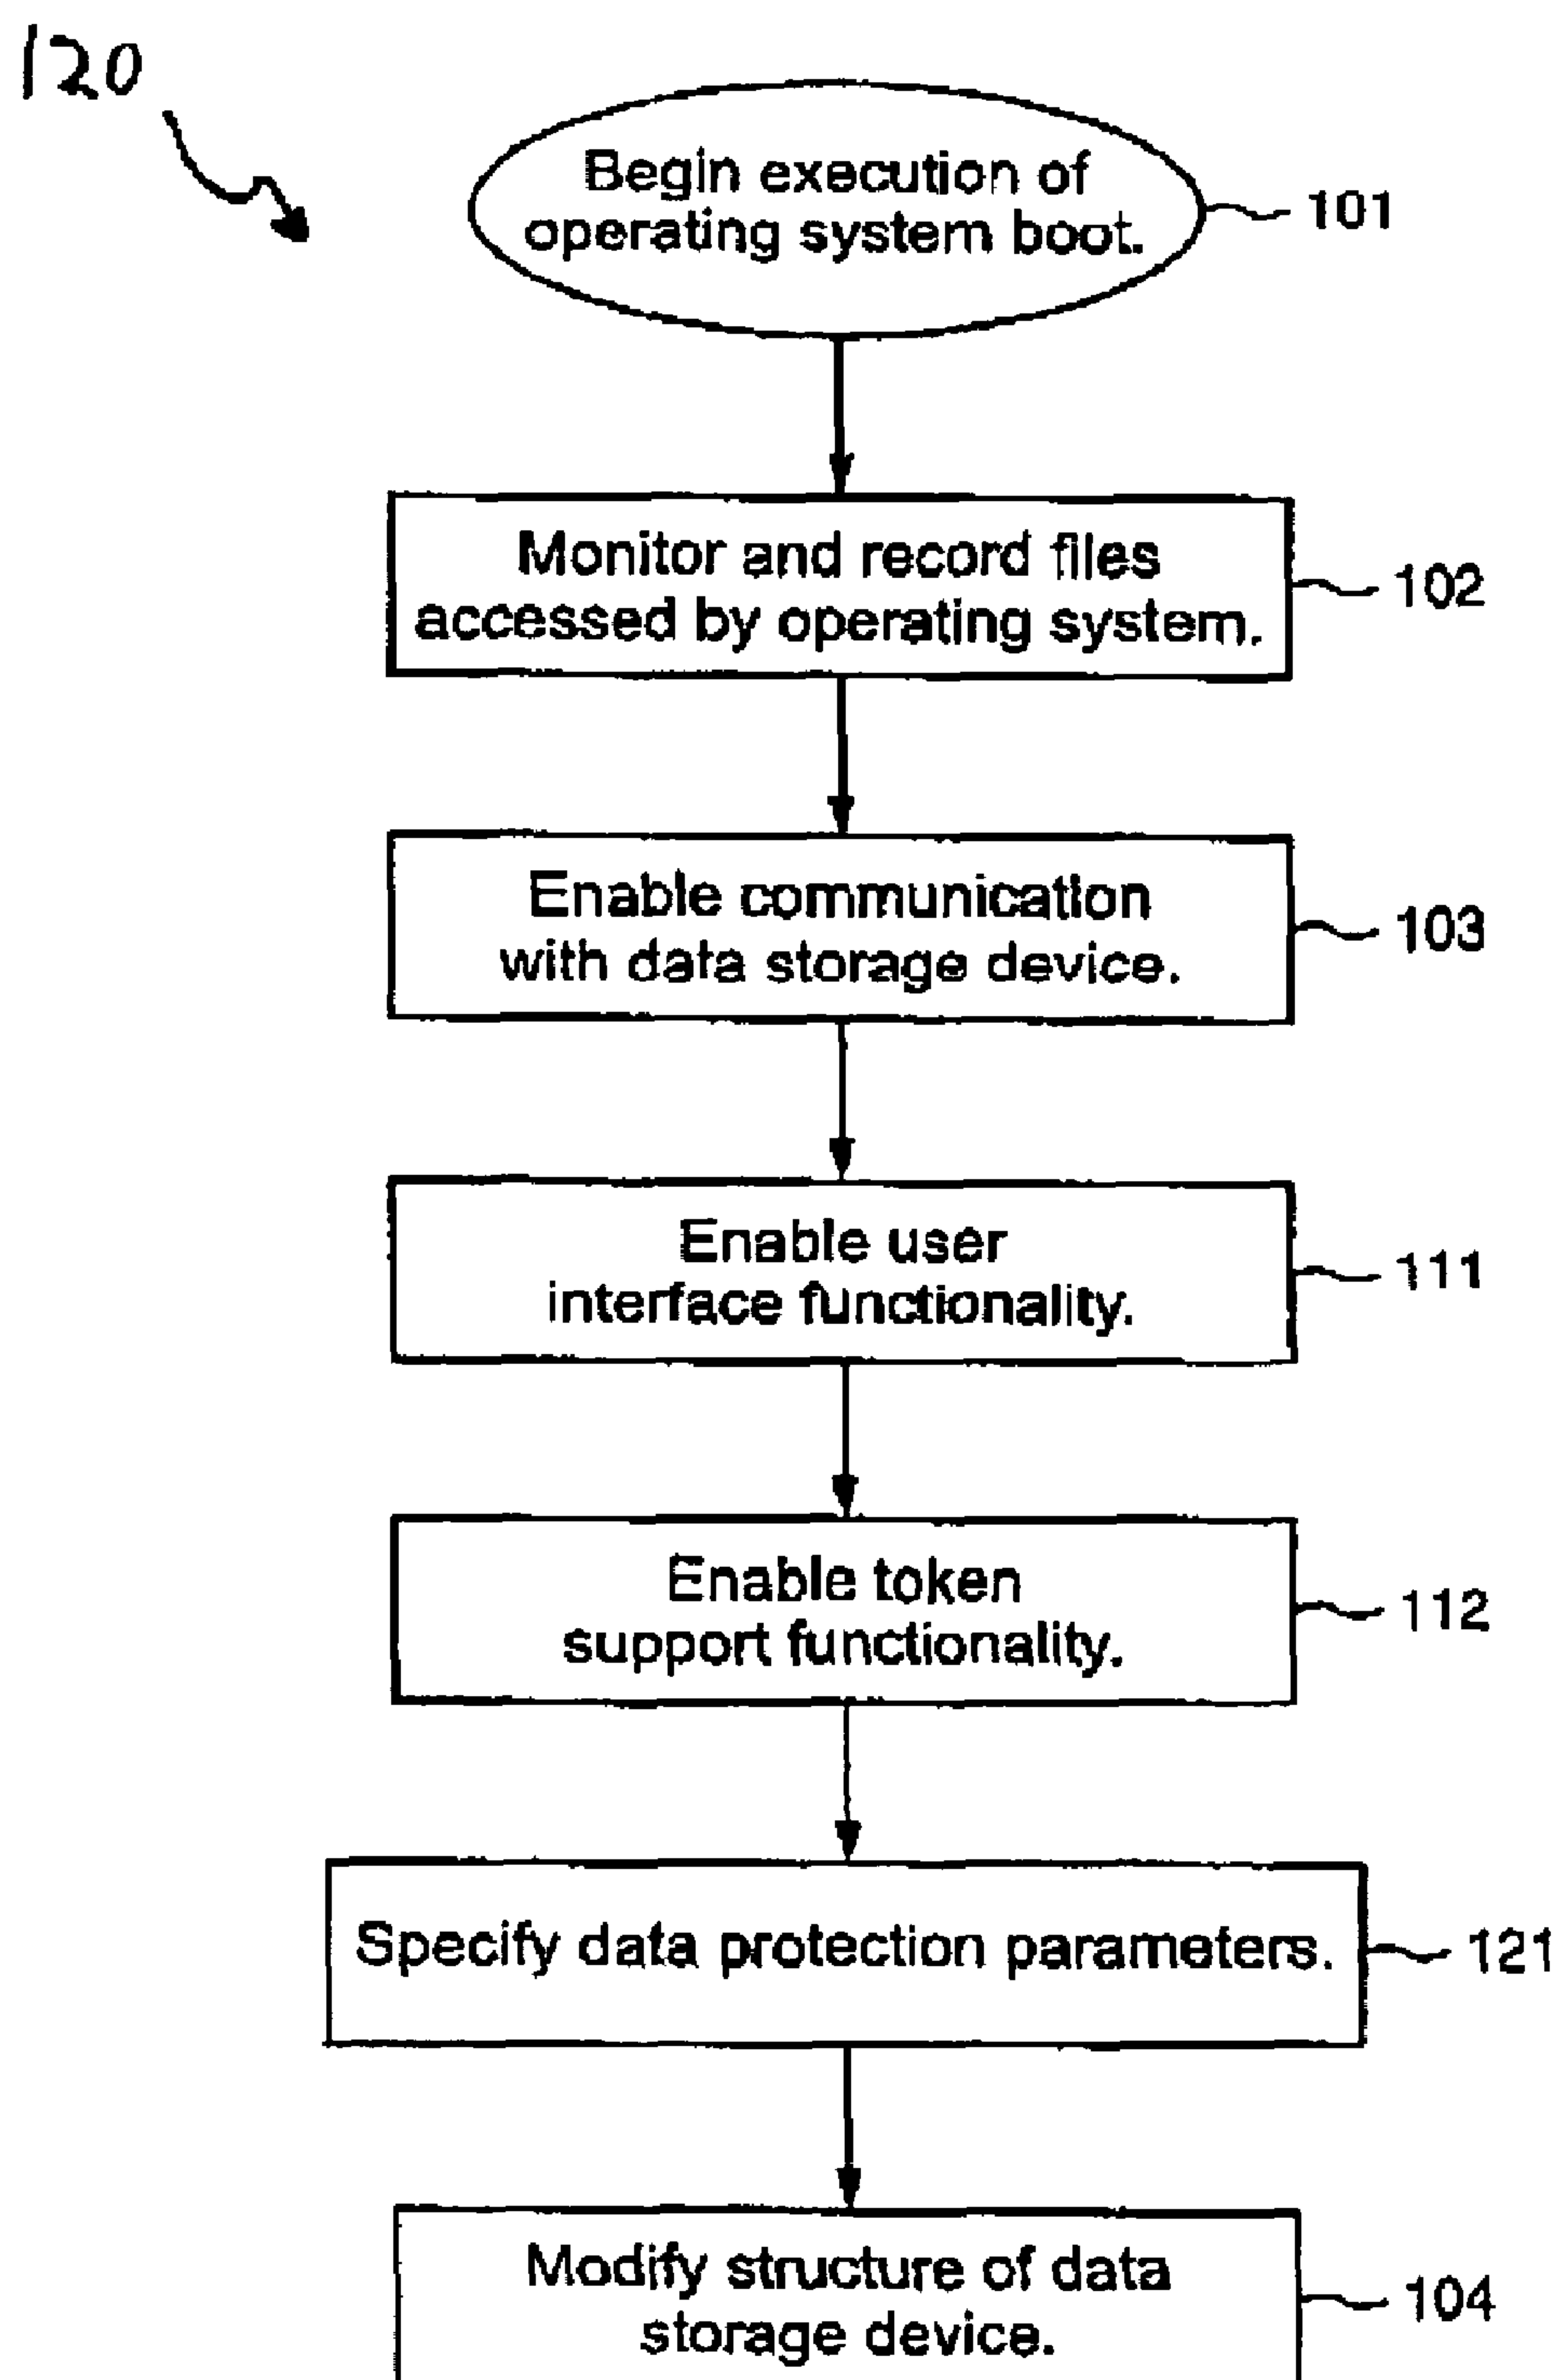 120
Begin execution of
operating system boot.
101
Monitor and record files
accessed by operating system.
102
Enable communication
with data storage device.
103
Enable user
interface functionality.
111
Enable token
support functionality.
112
Specify data protection parameters.
121
Modify structure of data
storage device.
104